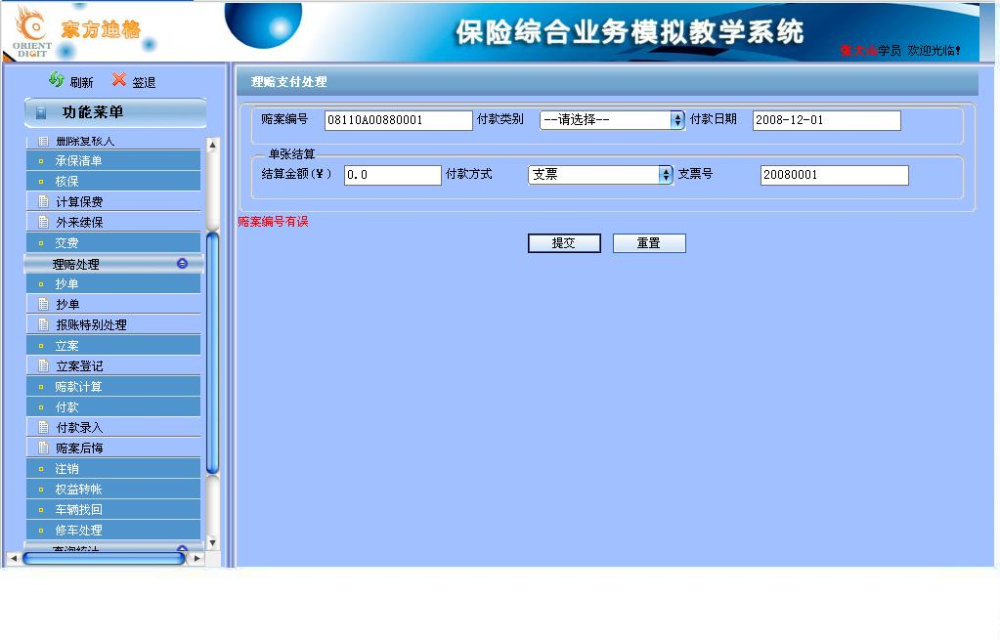 东方迪格
ORIENT
DIGIT
保险综合业务模拟教学系统
张大山学员 欢迎光临!
刷新 签退
功能菜单
删除复核人
承保清单
核保
计算保费
外来续保
交费
理赔处理
抄单
抄单
报账特别处理
立案
立案登记
赔款计算
付款
付款录入
赔案后悔
注销
权益转帐
车辆找回
修车处理
查询统计
理赔支付处理
赔案编号 08110A00880001 付款类别 --请选择-- 付款日期 2008-12-01
单张结算
结算金额(¥) 0.0 付款方式 支票 支票号 20080001
赔案编号有误
提交 重置